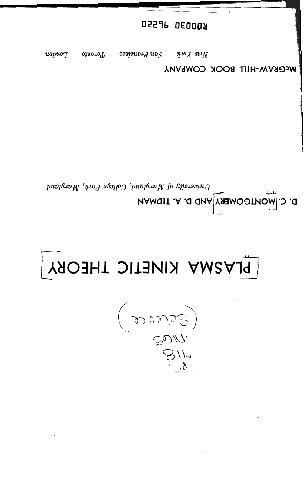 (Science)
PLASMA KINETIC THEORY
D. C. MONTGOMERY AND D. A. TIDMAN
University of Maryland, College Park, Maryland
McGRAW-HILL BOOK COMPANY
New York San Francisco Toronto London
R00030 96220